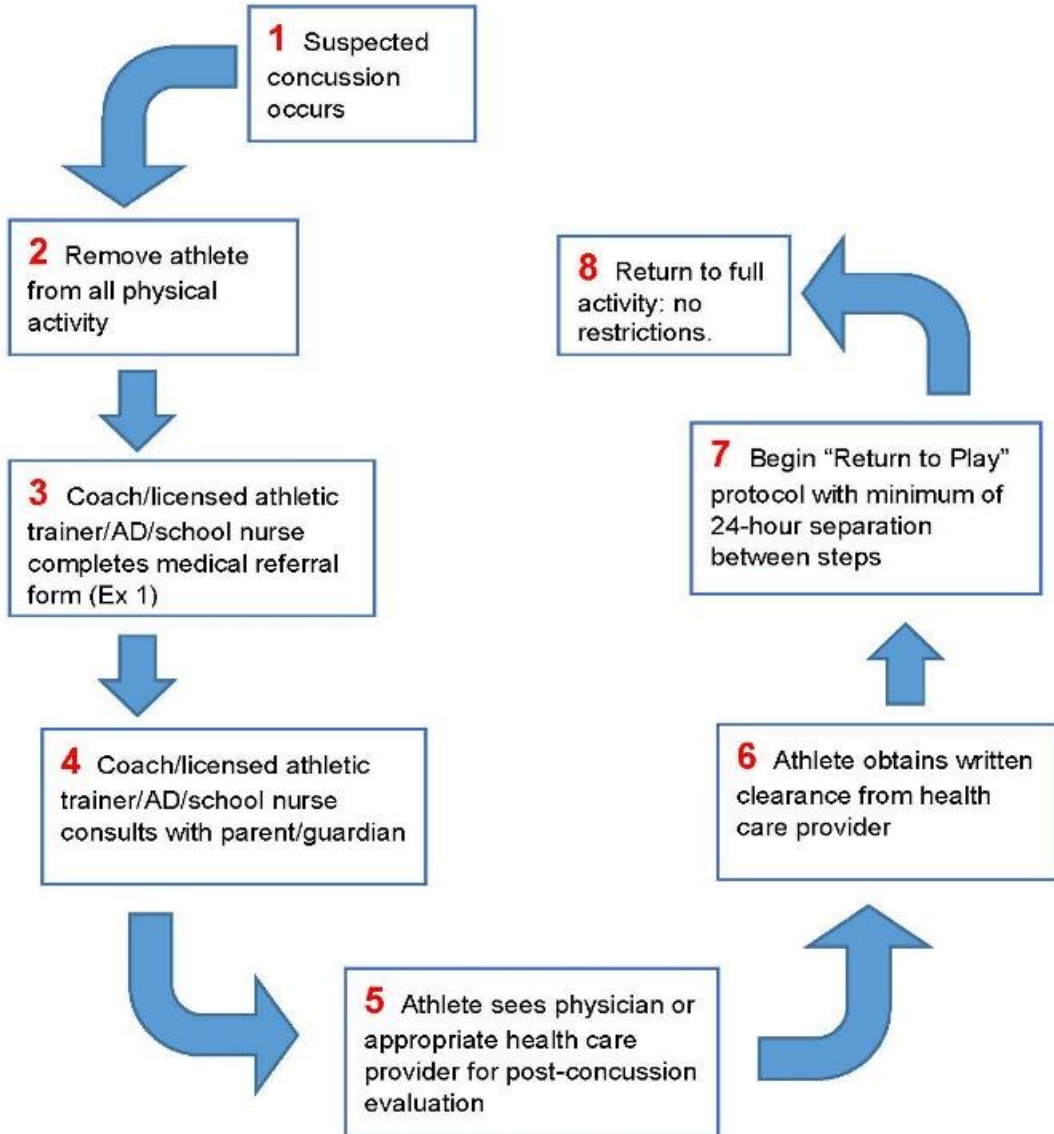 1 Suspected
concussion
occurs
2 Remove athlete
from all physical
activity
3 Coach/licensed athletic
trainer/AD/school nurse
completes medical referral
form (Ex 1)
4 Coach/licensed athletic
trainer/AD/school nurse
consults with parent/guardian
5 Athlete sees physician or
appropriate health care
provider for post-concussion
evaluation
6 Athlete obtains written
clearance from health
care provider
7 Begin “Return to Play”
protocol with minimum of
24-hour separation
between steps
8 Return to full
activity: no
restrictions.